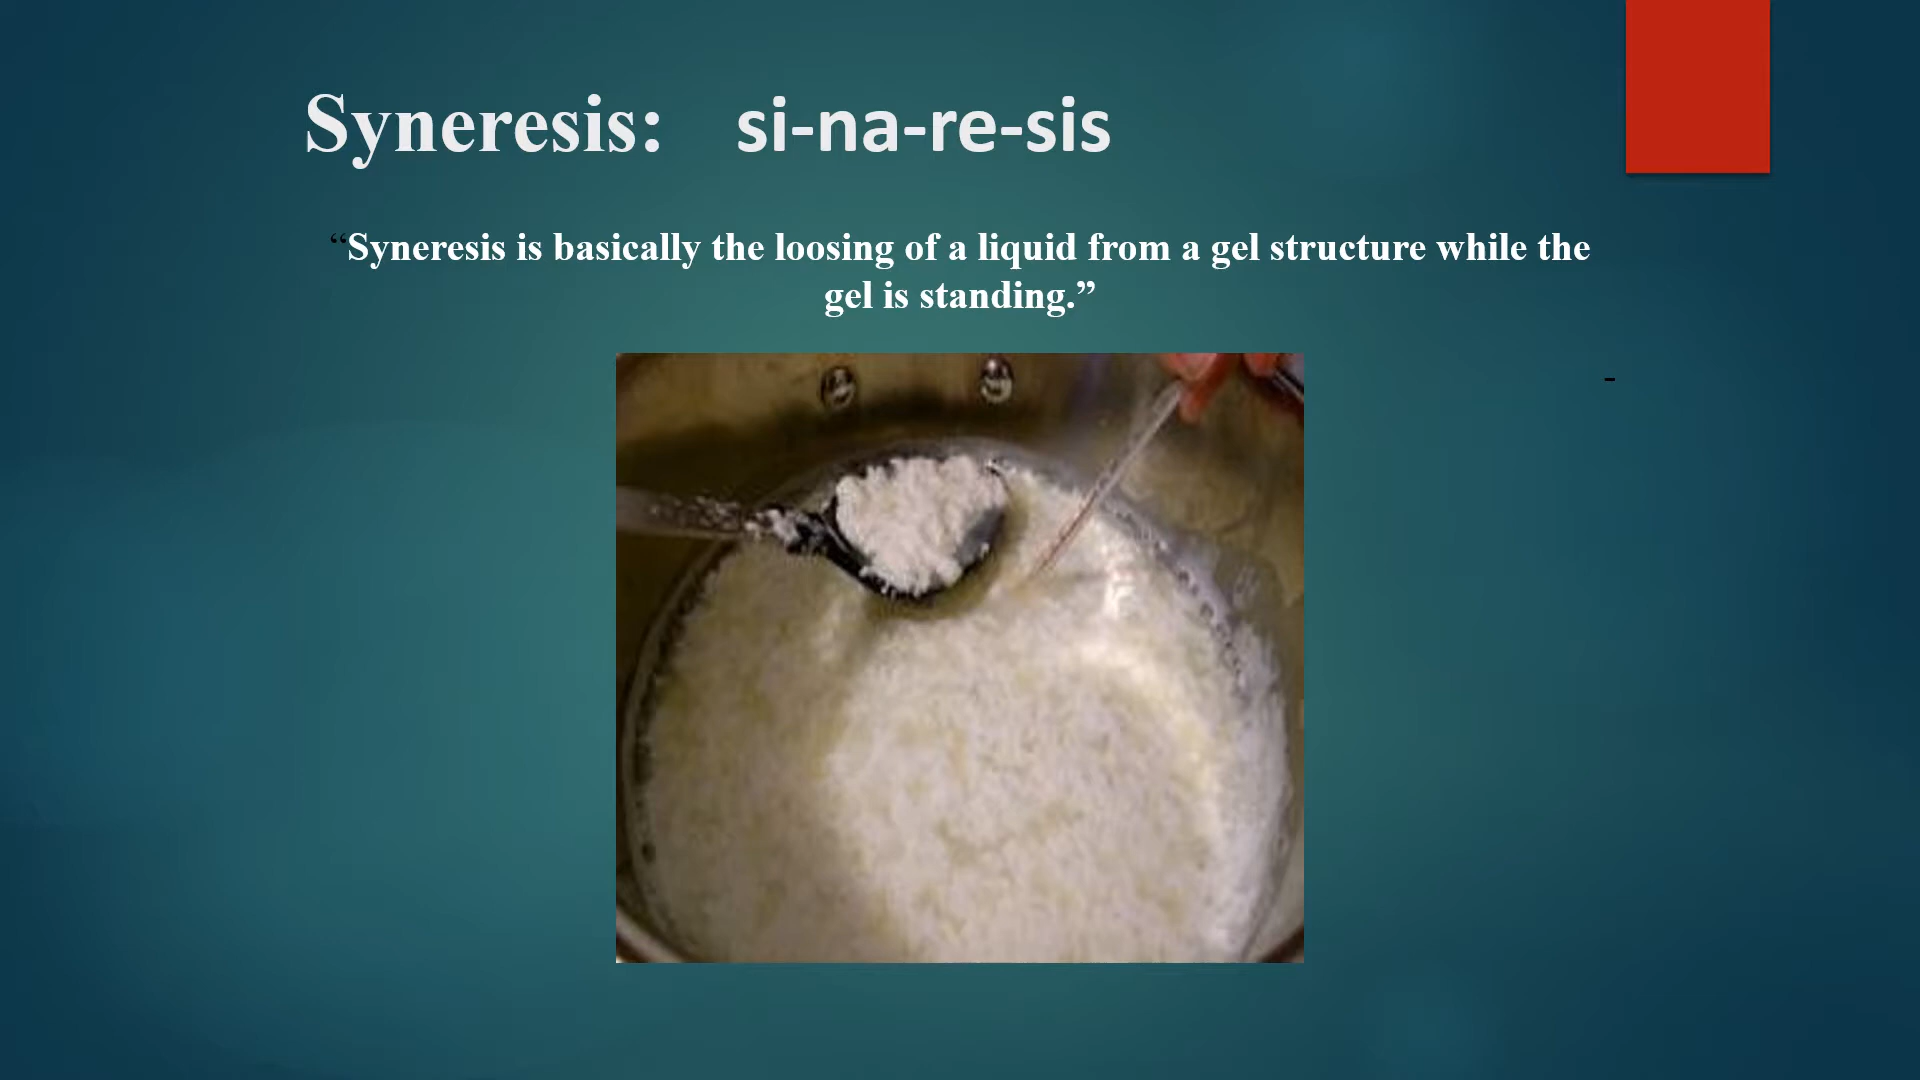 Syneresis: si-na-re-sis
“Syneresis is basically the loosing of a liquid from a gel structure while the
gel is standing.”
-